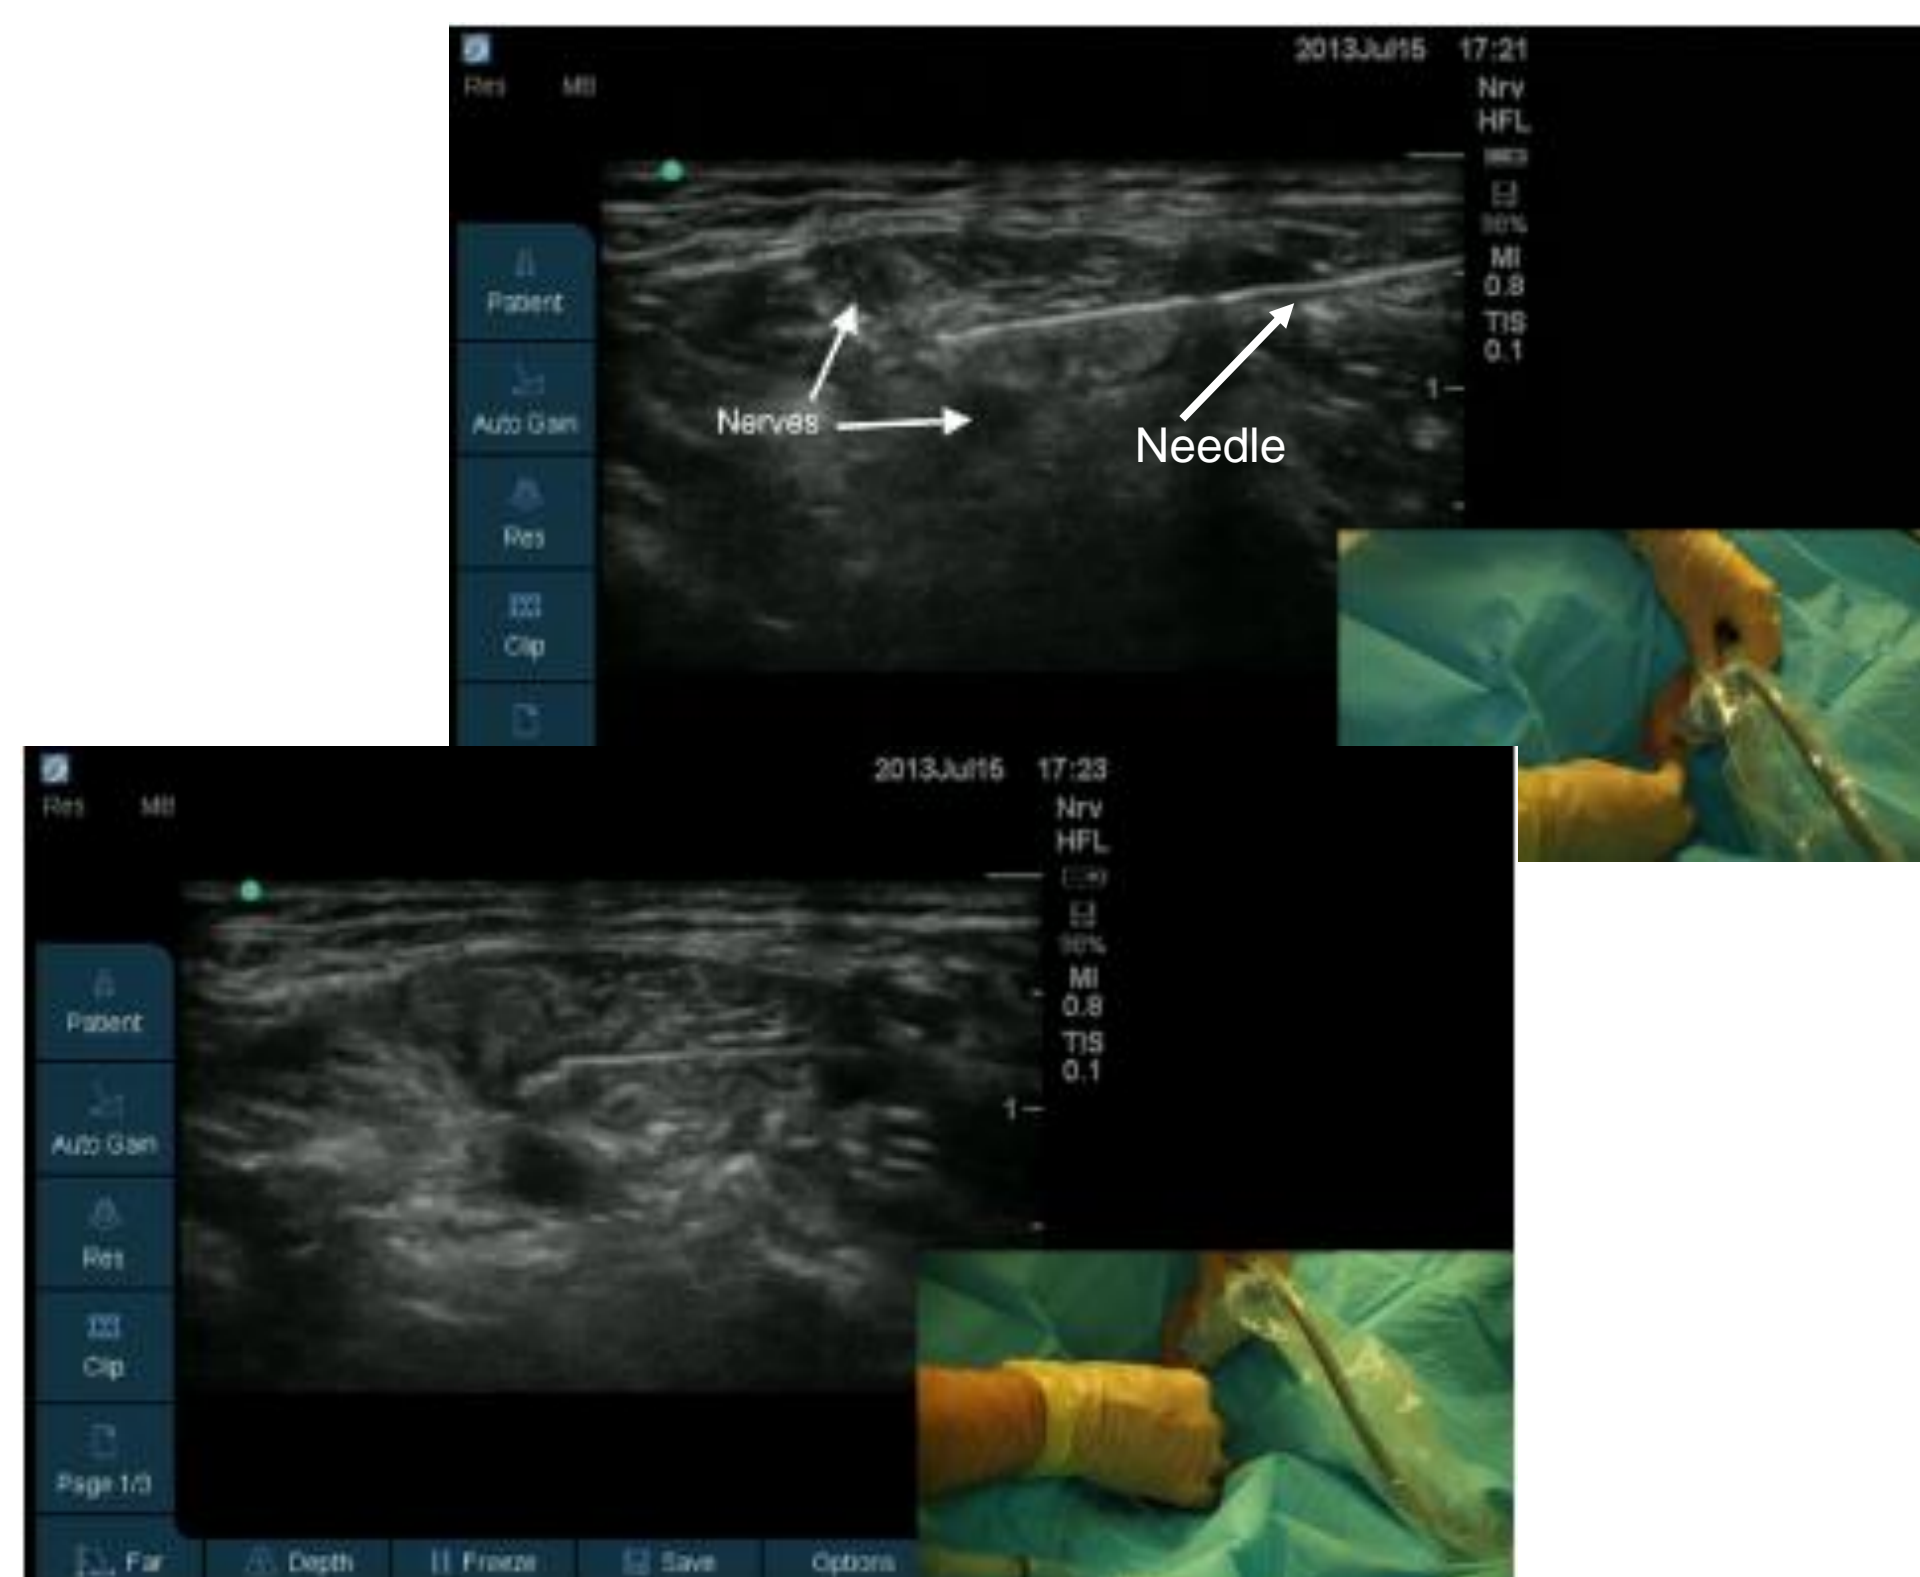 2013Jul15 17:21
Res MB
Nrv
HFL
98%
MI
0.8
TIS
0.1
Patient
Auto Gain
Res
Clip
1
Nerves
Needle
2013Jul15 17:23
Res MB
Nrv
HFL
98%
MI
0.8
TIS
0.1
Patient
Auto Gain
Res
Clip
Page 1/3
1
Far Depth Freeze Save Options